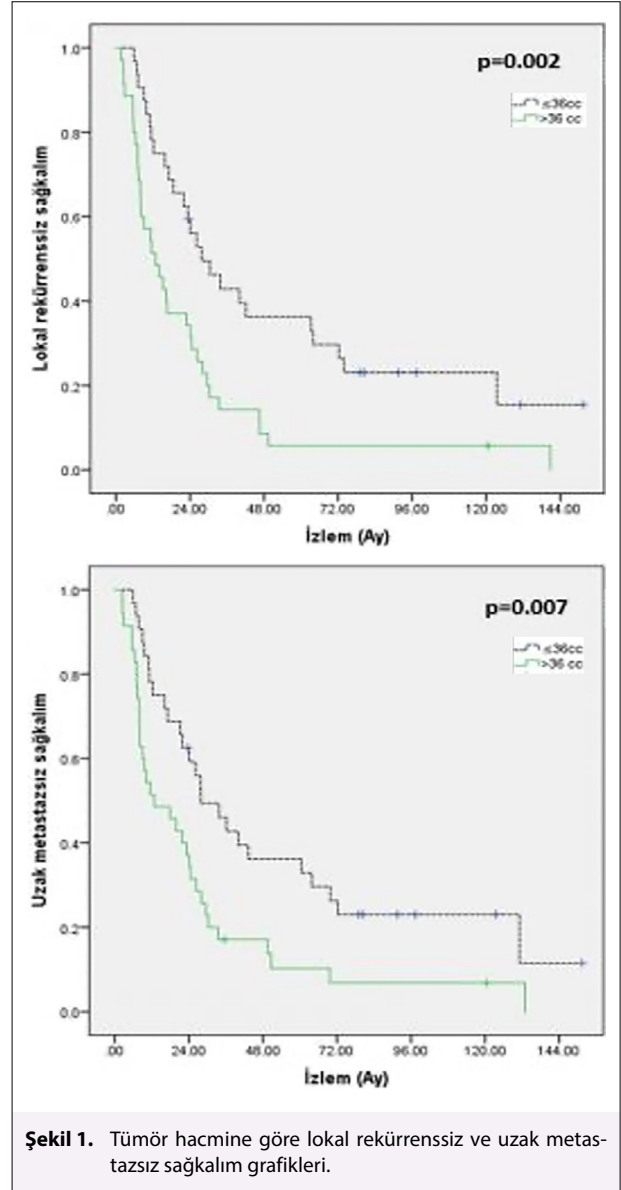 p=0.002
≤36cc
>36 cc
Lokal rekürrenssiz sağkalım
1.0
0.8
0.6
0.4
0.2
0.0
.00 24.00 48.00 72.00 96.00 120.00 144.00
İzlem (Ay)
p=0.007
≤36cc
>36 cc
Uzak metastazsız sağkalım
1.0
0.8
0.6
0.4
0.2
0.0
.00 24.00 48.00 72.00 96.00 120.00 144.00
İzlem (Ay)
Şekil 1. Tümör hacmine göre lokal rekürrenssiz ve uzak metas-
tazsız sağkalım grafikleri.